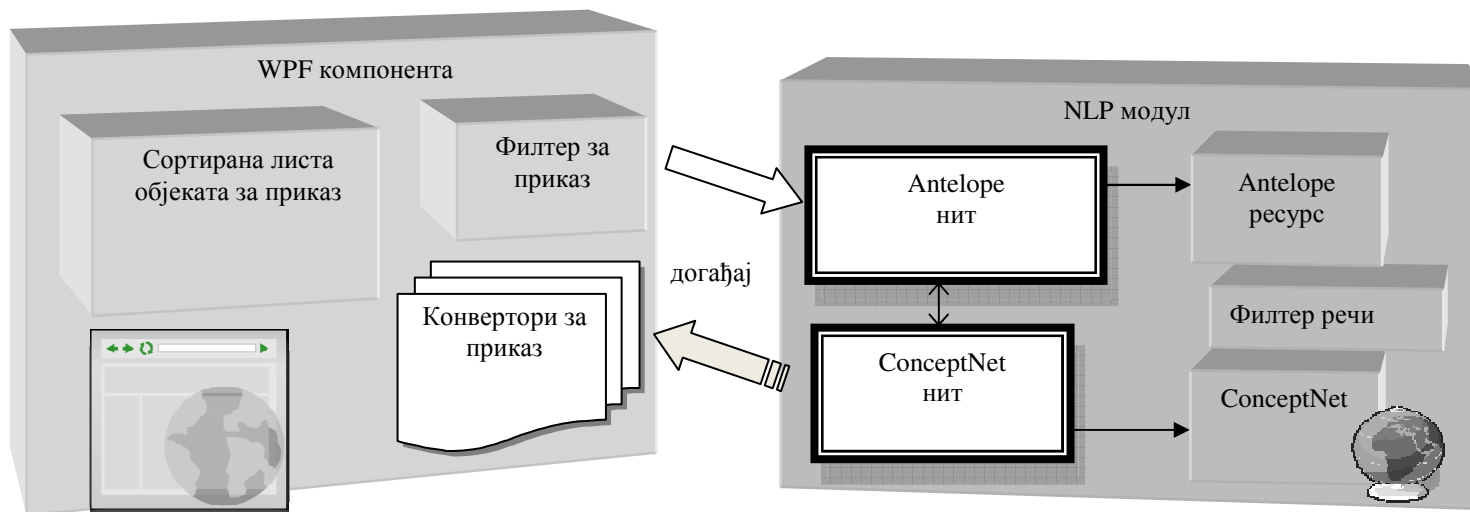 WPF компонента
Сортирана листа
објеката за приказ
Филтер за
приказ
Конвертори за
приказ
догађај
NLP модул
Antelope
нит
Antelope
ресурс
Филтер речи
ConceptNet
нит
ConceptNet